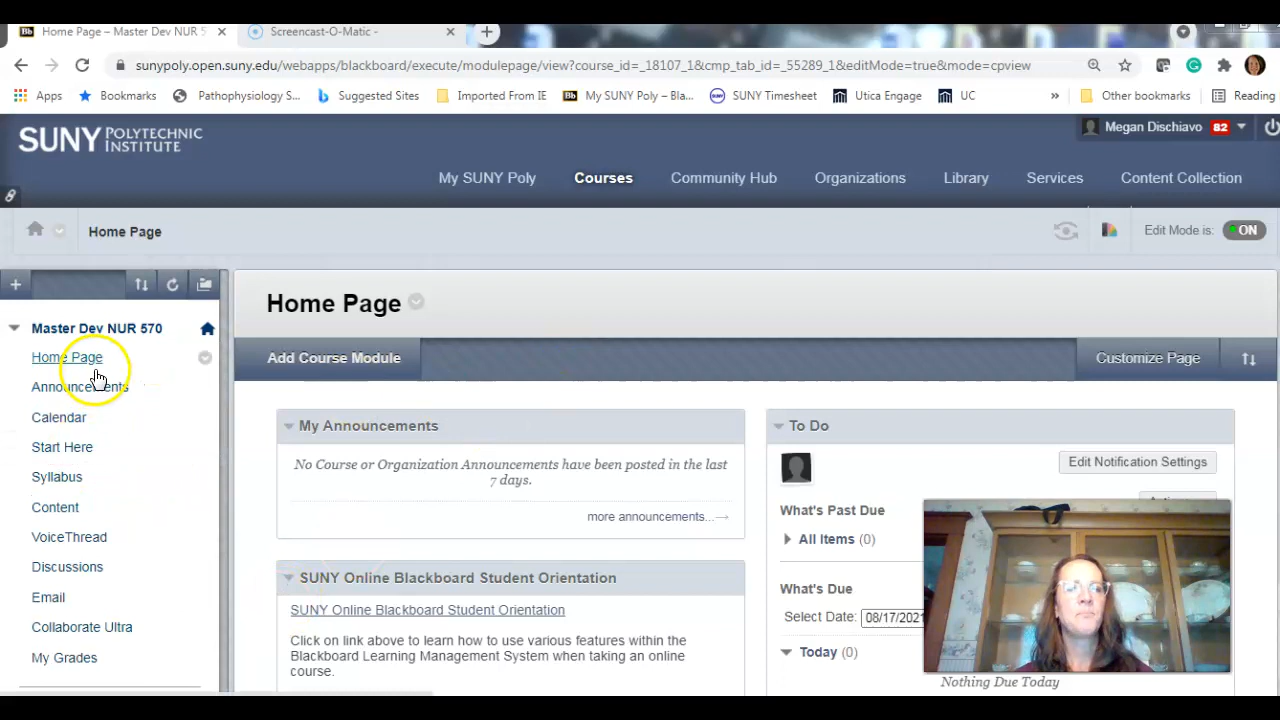 Home Page – Master Dev NUR 5
Screencast-O-Matic -
sunypoly.open.suny.edu/webapps/blackboard/execute/modulepage/view?course_id=_18107_1&cmp_tab_id=_55289_1&editMode=true&mode=cpview
Apps
Bookmarks
Pathophysiology S...
Suggested Sites
Imported From IE
My SUNY Poly – Bla...
SUNY Timesheet
Utica Engage
UC
»
Other bookmarks
Reading
SUNY POLYTECHNIC
INSTITUTE
Megan Dischiavo 82
My SUNY Poly
Courses
Community Hub
Organizations
Library
Services
Content Collection
Home Page
Edit Mode is: ON
Master Dev NUR 570
Home Page
Announcements
Calendar
Start Here
Syllabus
Content
VoiceThread
Discussions
Email
Collaborate Ultra
My Grades
Home Page
Add Course Module
Customize Page
My Announcements
No Course or Organization Announcements have been posted in the last
7 days.
more announcements...→
SUNY Online Blackboard Student Orientation
SUNY Online Blackboard Student Orientation
Click on link above to learn how to use various features within the
Blackboard Learning Management System when taking an online
course.
To Do
Edit Notification Settings
What's Past Due
All Items (0)
What's Due
Select Date: 08/17/2021
Today (0)
Nothing Due Today